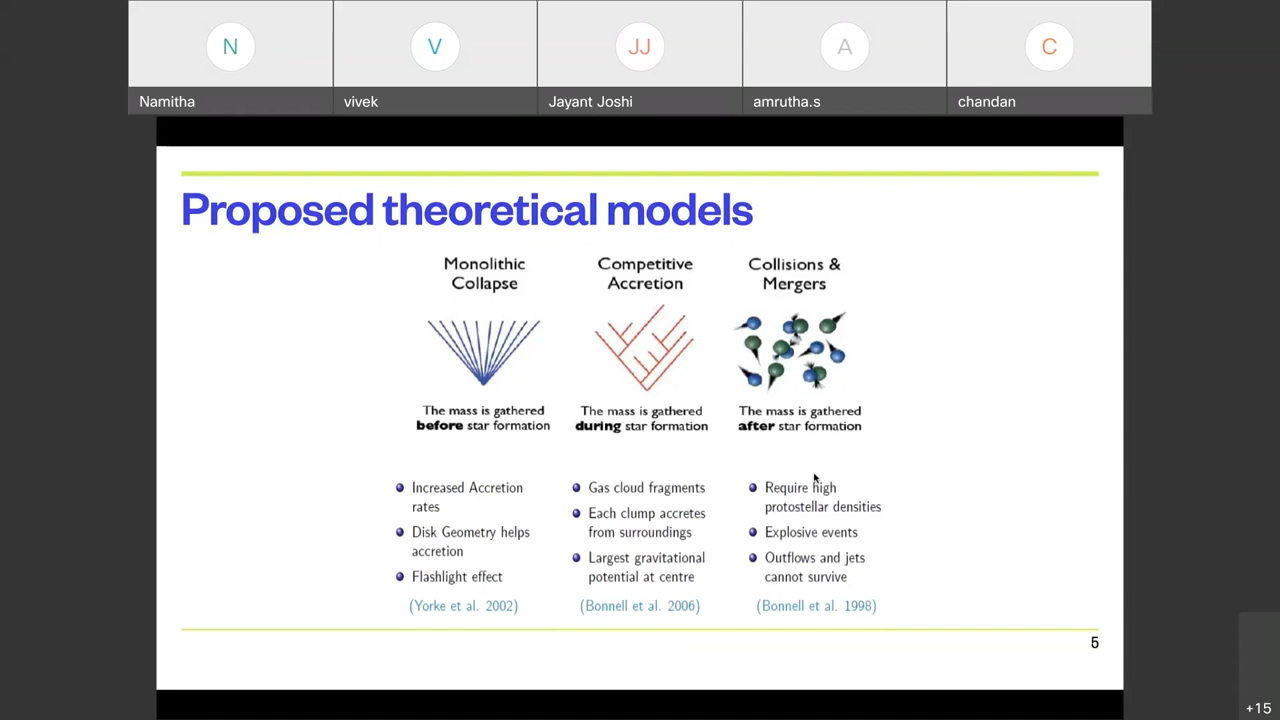 N
V
JJ
A
C
Namitha
vivek
Jayant Joshi
amrutha.s
chandan
Proposed theoretical models
Monolithic
Collapse
The mass is gathered
before star formation
Increased Accretion
rates
Disk Geometry helps
accretion
Flashlight effect
(Yorke et al. 2002)
Competitive
Accretion
The mass is gathered
during star formation
Gas cloud fragments
Each clump accretes
from surroundings
Largest gravitational
potential at centre
(Bonnell et al. 2006)
Collisions &
Mergers
The mass is gathered
after star formation
Require high
protostellar densities
Explosive events
Outflows and jets
cannot survive
(Bonnell et al. 1998)
5
+15